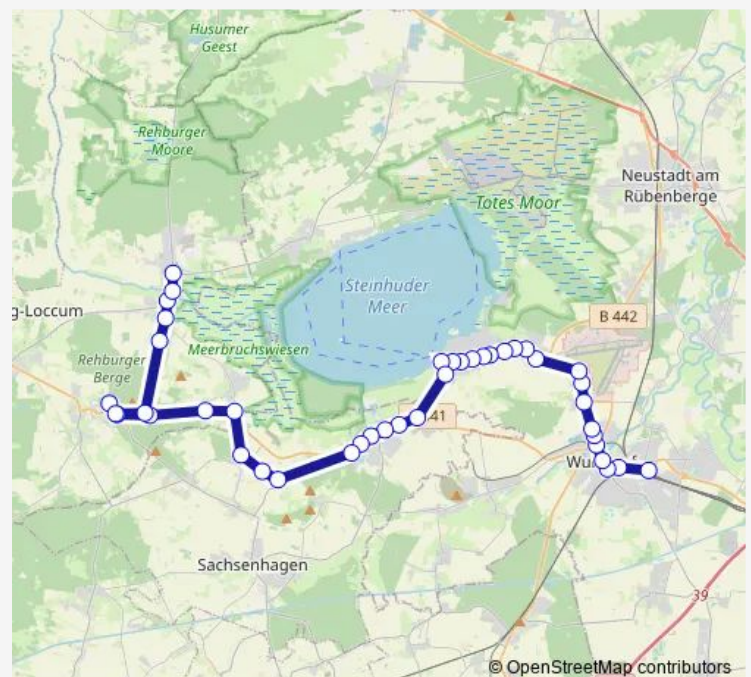 Husumer
Geest
Rehburger
Moore
Neustadt am
Rübenberge
Totes Moor
Steinhuder
Meer
g-Loccum
B 442
Meerbruchswiesen
Rehburger
Berge
41
Wu
f
Sachsenhagen
39
© OpenStreetMap contributors